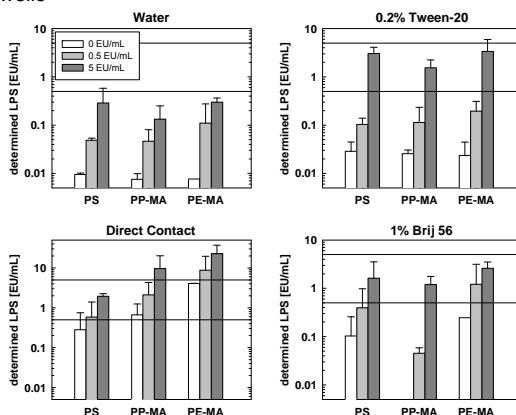 Water
determined LPS [EU/mL]
10
1
0.1
0.01
0 EU/mL
0.5 EU/mL
5 EU/mL
PS PP-MA PE-MA
0.2% Tween-20
determined LPS [EU/mL]
10
1
0.1
0.01
PS PP-MA PE-MA
Direct Contact
determined LPS [EU/mL]
10
1
0.1
0.01
PS PP-MA PE-MA
1% Brij 56
determined LPS [EU/mL]
10
1
0.1
0.01
PS PP-MA PE-MA